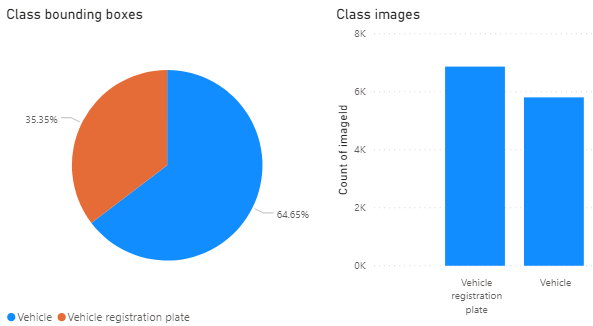 Class bounding boxes
35.35%
64.65%
Vehicle Vehicle registration plate
Class images
Count of imageId
8K
6K
4K
2K
0K
Vehicle
registration
plate
Vehicle